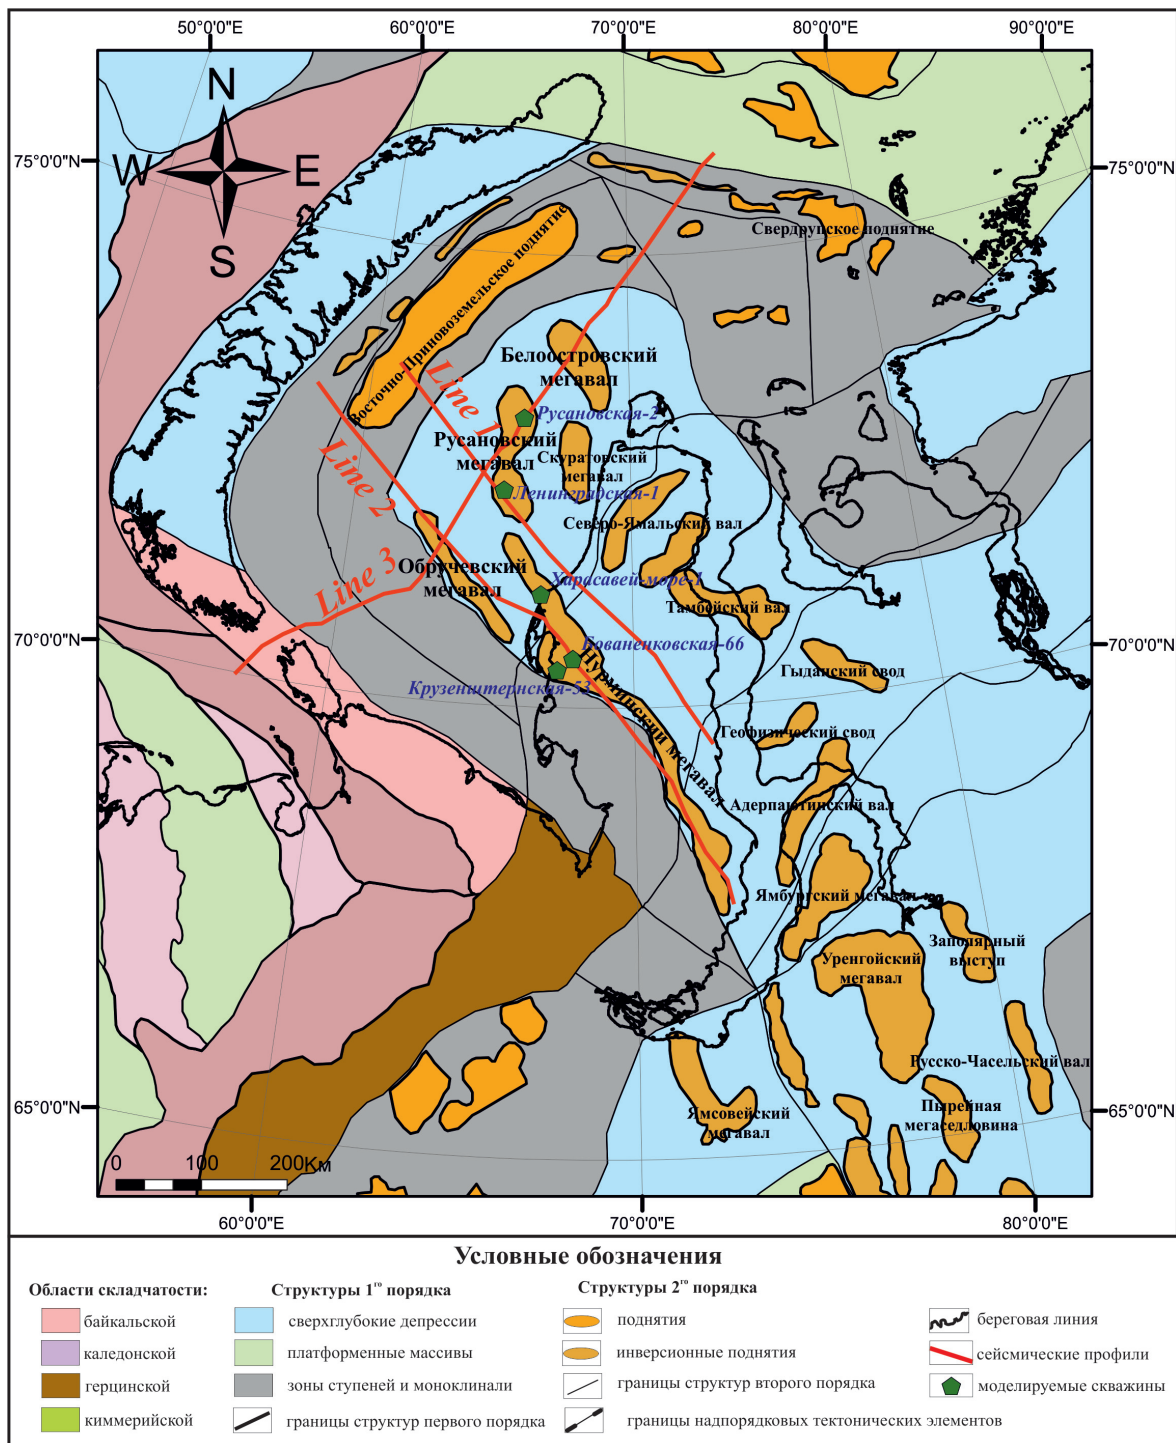 50°0'0"E
60°0'0"E
70°0'0"E
80°0'0"E
90°0'0"E
N
W
E
S
75°0'0"N
75°0'0"N
Свердрупское поднятие
Восточно-Приновоземельское поднятие
Белоостровский
мегавал
Line 1
Русановская-2
Русановский
мегавал
Скуратовский
мегавал
Line 2
Ленинградская-1
Северо-Ямальский вал
Обручевский
мегавал
Харасавей-море-1
Line 3
Тамбейский вал
70°0'0"N
70°0'0"N
Бованенковская-66
Крузенштернская-53
Нурминский мегавал
Гыданский свод
Геофизический свод
Адерпаютинский вал
Ямбургский мегавал
Заполярный
выступ
Уренгойский
мегавал
Русско-Часельский вал
65°0'0"N
65°0'0"N
Ямсовейский
мегавал
Пырейная
мегаседловина
0 100 200Км
60°0'0"E
70°0'0"E
80°0'0"E
Условные обозначения
Области складчатости:
байкальской
каледонской
герцинской
киммерийской
Структуры 1го порядка
сверхглубокие депрессии
платформенные массивы
зоны ступеней и моноклинали
границы структур первого порядка
Структуры 2го порядка
поднятия
инверсионные поднятия
границы структур второго порядка
границы надпорядковых тектонических элементов
береговая линия
сейсмические профили
моделируемые скважины